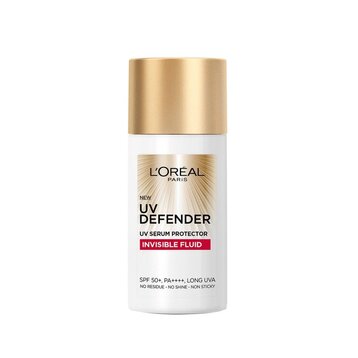 L'ORÉAL
PARIS
NEW
UV
DEFENDER
UV SERUM PROTECTOR
INVISIBLE FLUID
SPF 50+, PA++++, LONG UVA
NO RESIDUE - NO SHINE - NON STICKY